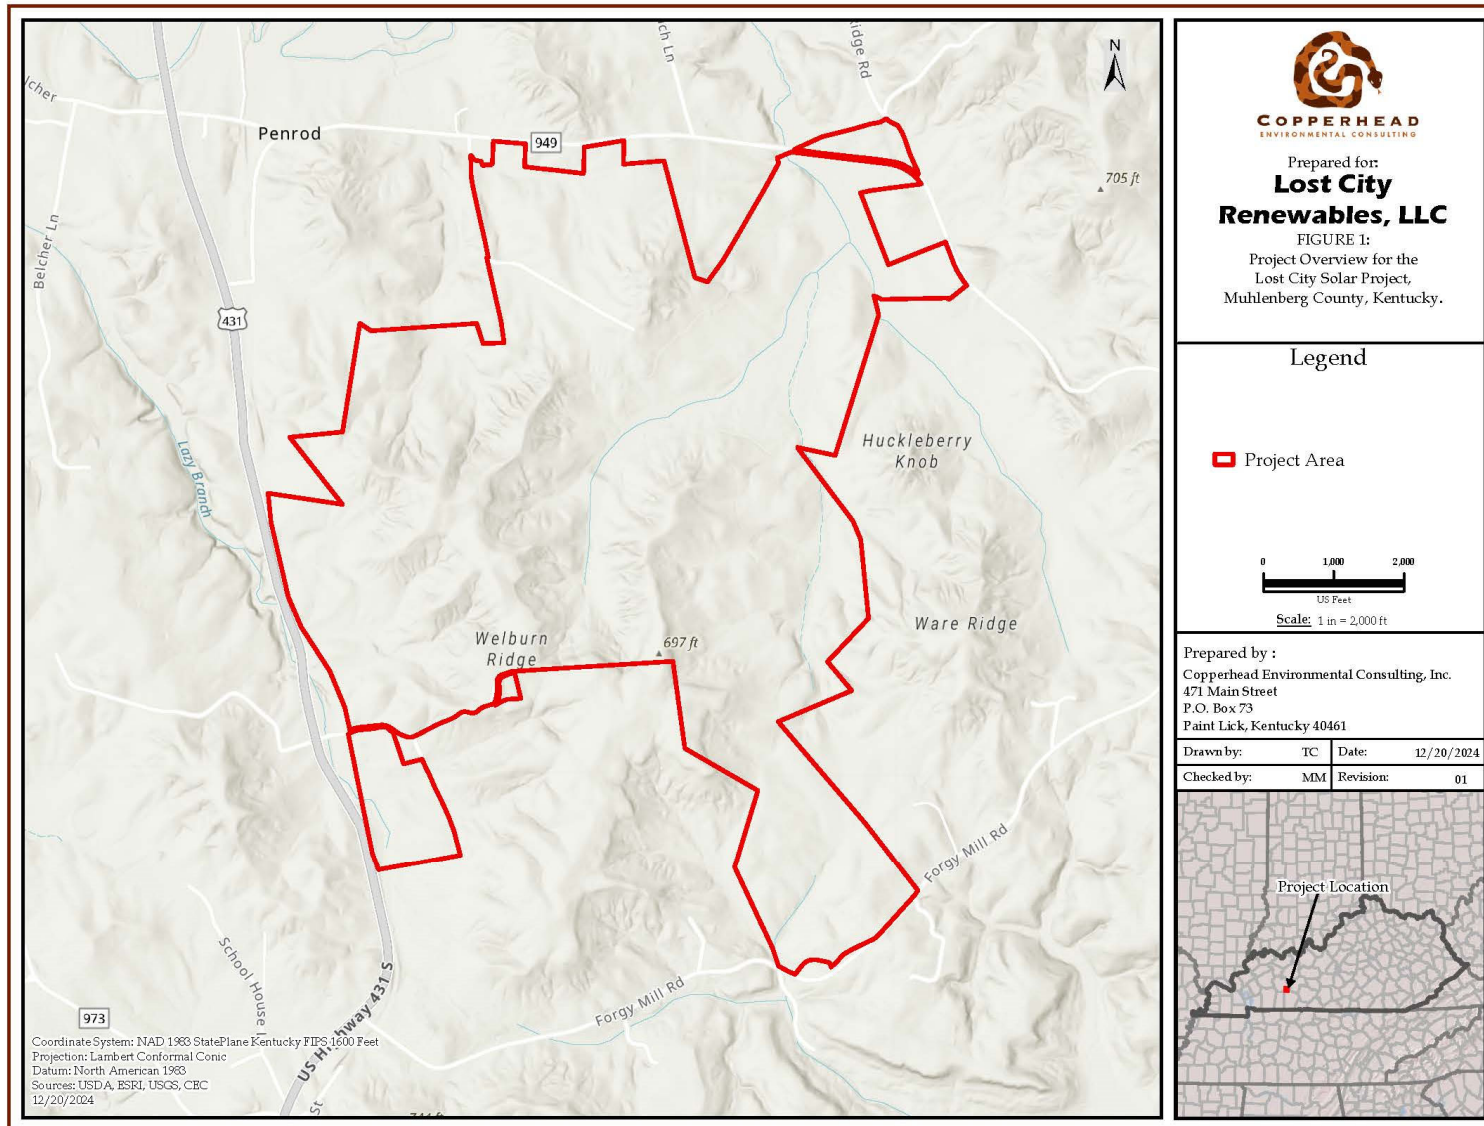 Belcher
Penrod
949
Ridge Rd
N
705 ft
Belcher Ln
431
Lazy Branch
Huckleberry
Knob
Welburn
Ridge
697 ft
Ware Ridge
Forgy Mill Rd
School House
Forgy Mill Rd
US Highway 431 S
973
St
Coordinate System: NAD 1983 StatePlane Kentucky FIPS 1600 Feet
Projection: Lambert Conformal Conic
Datum: North American 1983
Sources: USDA, ESRI, USGS, CEC
12/20/2024
COPPERHEAD
ENVIRONMENTAL CONSULTING
Prepared for:
Lost City
Renewables, LLC
FIGURE 1:
Project Overview for the
Lost City Solar Project,
Muhlenberg County, Kentucky.
Legend
Project Area
0 1,000 2,000
US Feet
Scale: 1 in = 2,000 ft
Prepared by :
Copperhead Environmental Consulting, Inc.
471 Main Street
P.O. Box 73
Paint Lick, Kentucky 40461
Drawn by: TC Date: 12/20/2024
Checked by: MM Revision: 01
Project Location